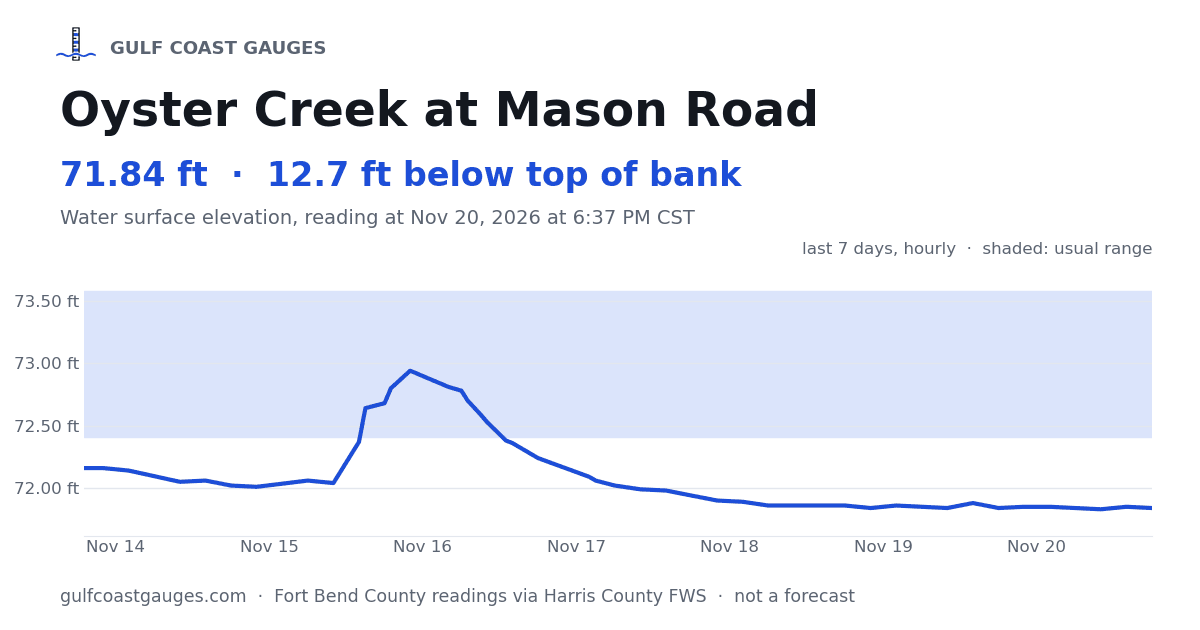 GULF COAST GAUGES
Oyster Creek at Mason Road
71.84 ft · 12.7 ft below top of bank
Water surface elevation, reading at Nov 20, 2026 at 6:37 PM CST
last 7 days, hourly · shaded: usual range
73.50 ft
73.00 ft
72.50 ft
72.00 ft
Nov 14 Nov 15 Nov 16 Nov 17 Nov 18 Nov 19 Nov 20
gulfcoastgauges.com · Fort Bend County readings via Harris County FWS · not a forecast